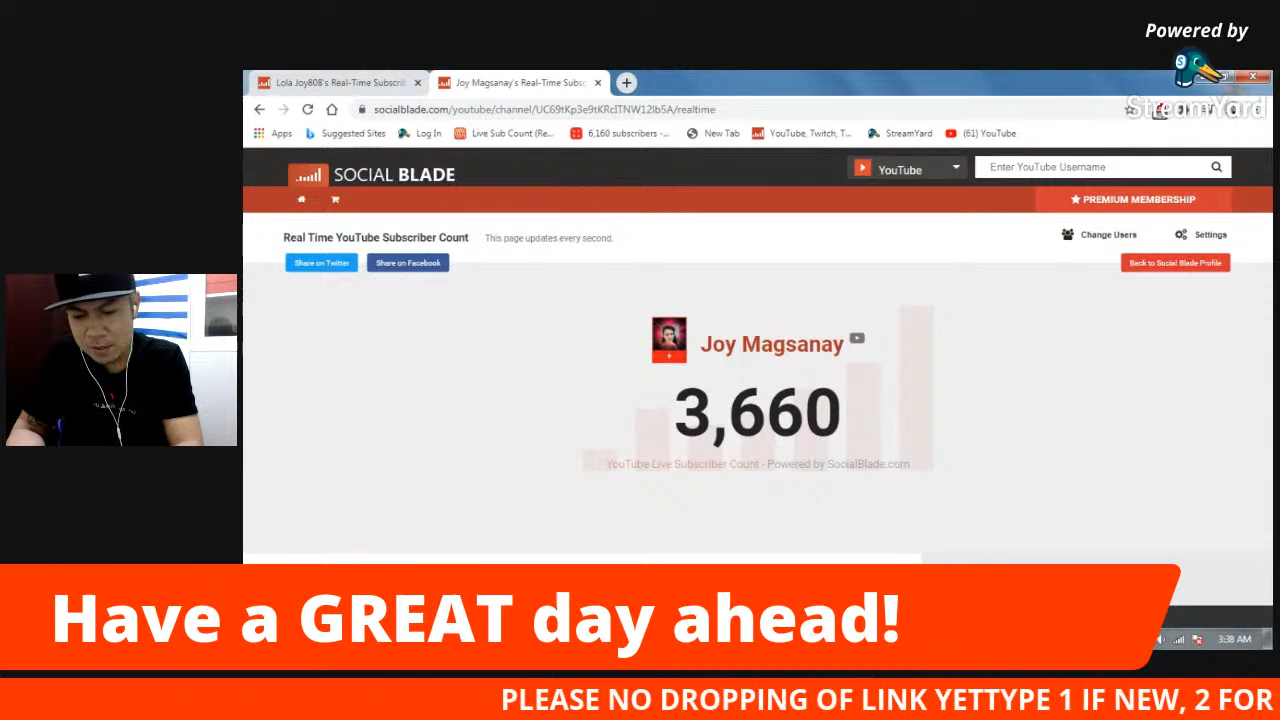 Powered by
StreamYard
Lola Joy808's Real-Time Subscri
Joy Magsanay's Real-Time Subsc
socialblade.com/youtube/channel/UC69tKp3e9tKRcITNW12Ib5A/realtime
Apps
Suggested Sites
Log In
Live Sub Count (Re...
6,160 subscribers -...
New Tab
YouTube, Twitch, T...
StreamYard
(61) YouTube
SOCIAL BLADE
YouTube
Enter YouTube Username
PREMIUM MEMBERSHIP
Real Time YouTube Subscriber Count
This page updates every second.
Change Users
Settings
Share on Twitter
Share on Facebook
Back to Social Blade Profile
Joy Magsanay
3,660
YouTube Live Subscriber Count - Powered by SocialBlade.com
Have a GREAT day ahead!
3:38 AM
PLEASE NO DROPPING OF LINK YETTYPE 1 IF NEW, 2 FOR